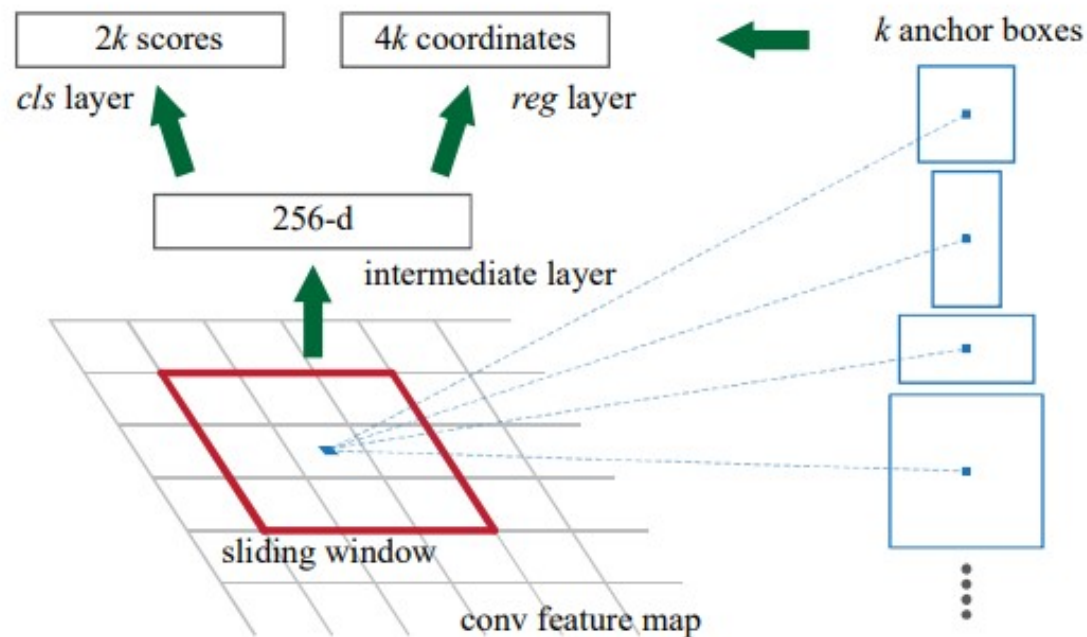 2k scores
4k coordinates
k anchor boxes
cls layer
reg layer
256-d
intermediate layer
sliding window
conv feature map